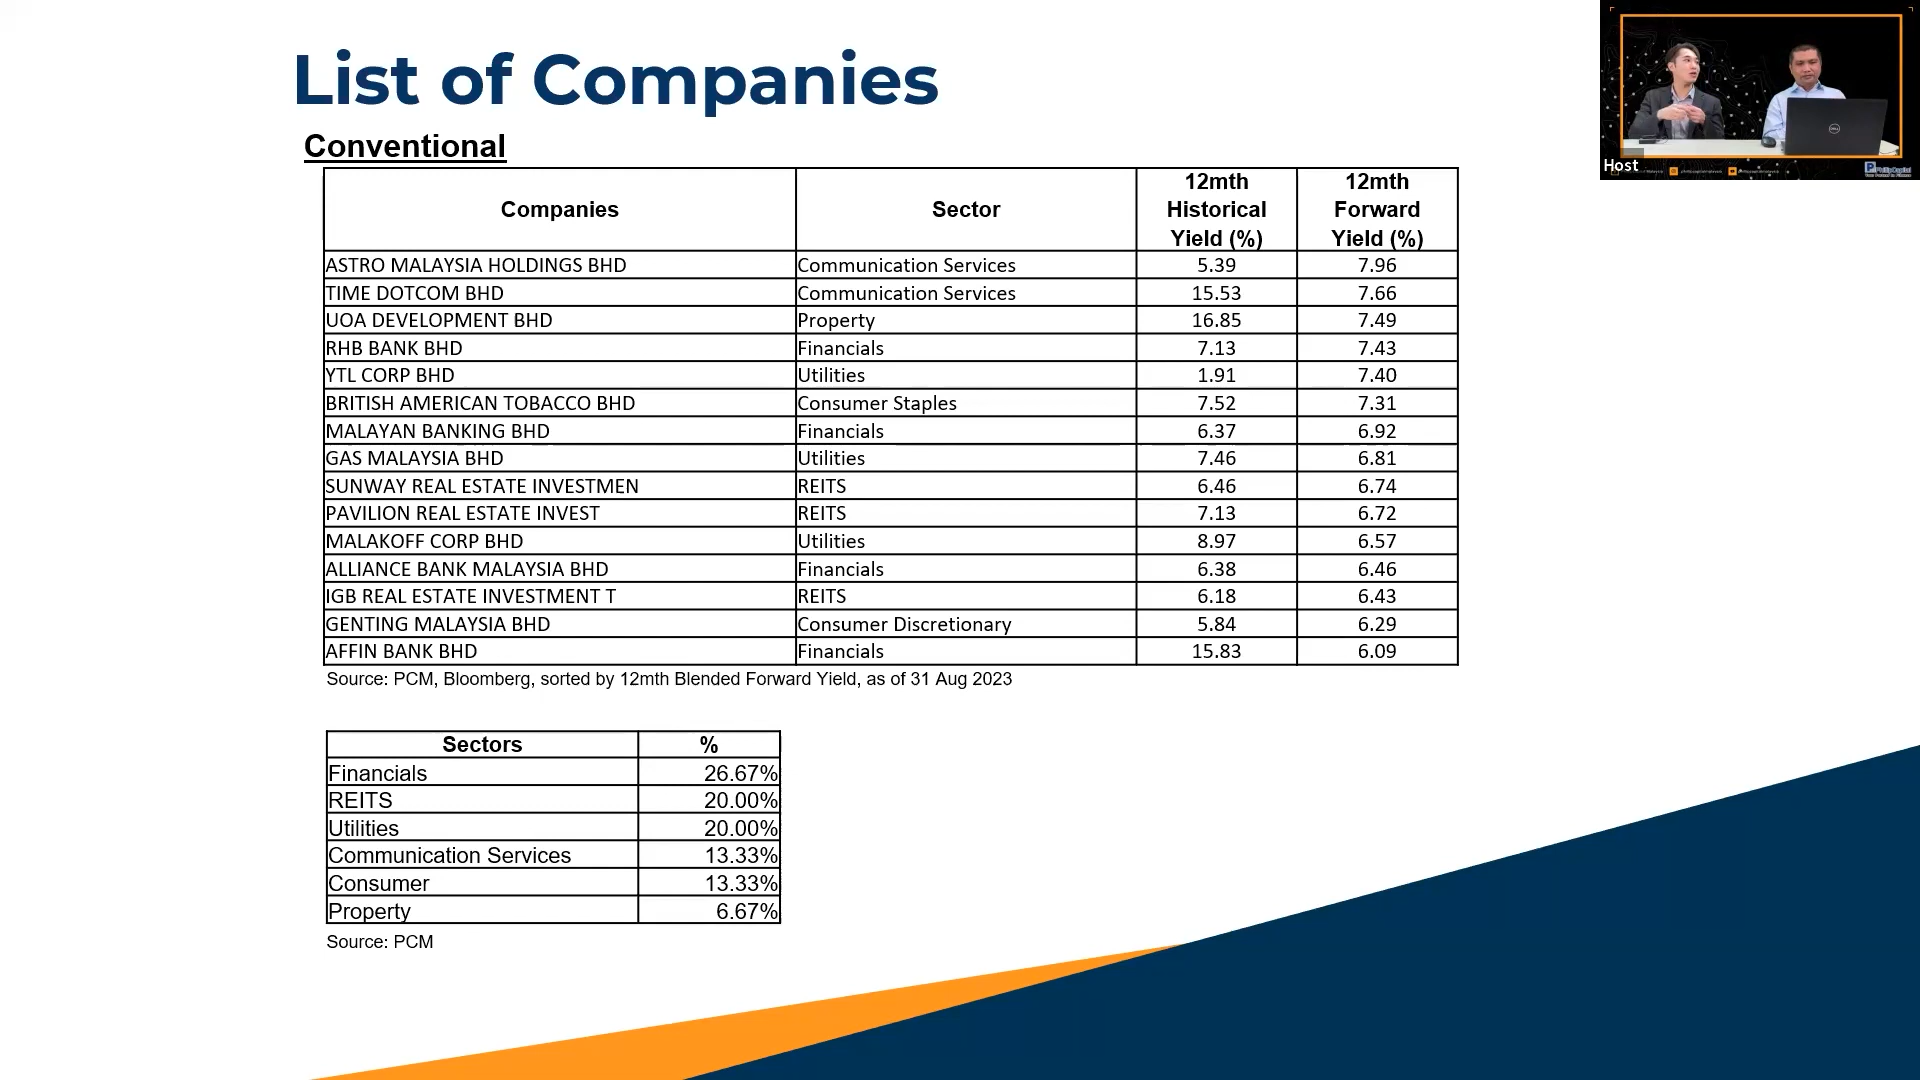 List of Companies
Conventional
Companies Sector 12mth Historical Yield (%) 12mth Forward Yield (%)
ASTRO MALAYSIA HOLDINGS BHD Communication Services 5.39 7.96
TIME DOTCOM BHD Communication Services 15.53 7.66
UOA DEVELOPMENT BHD Property 16.85 7.49
RHB BANK BHD Financials 7.13 7.43
YTL CORP BHD Utilities 1.91 7.40
BRITISH AMERICAN TOBACCO BHD Consumer Staples 7.52 7.31
MALAYAN BANKING BHD Financials 6.37 6.92
GAS MALAYSIA BHD Utilities 7.46 6.81
SUNWAY REAL ESTATE INVESTMEN REITS 6.46 6.74
PAVILION REAL ESTATE INVEST REITS 7.13 6.72
MALAKOFF CORP BHD Utilities 8.97 6.57
ALLIANCE BANK MALAYSIA BHD Financials 6.38 6.46
IGB REAL ESTATE INVESTMENT T REITS 6.18 6.43
GENTING MALAYSIA BHD Consumer Discretionary 5.84 6.29
AFFIN BANK BHD Financials 15.83 6.09
Source: PCM, Bloomberg, sorted by 12mth Blended Forward Yield, as of 31 Aug 2023
Sectors %
Financials 26.67%
REITS 20.00%
Utilities 20.00%
Communication Services 13.33%
Consumer 13.33%
Property 6.67%
Source: PCM
Host
PhillipCapital